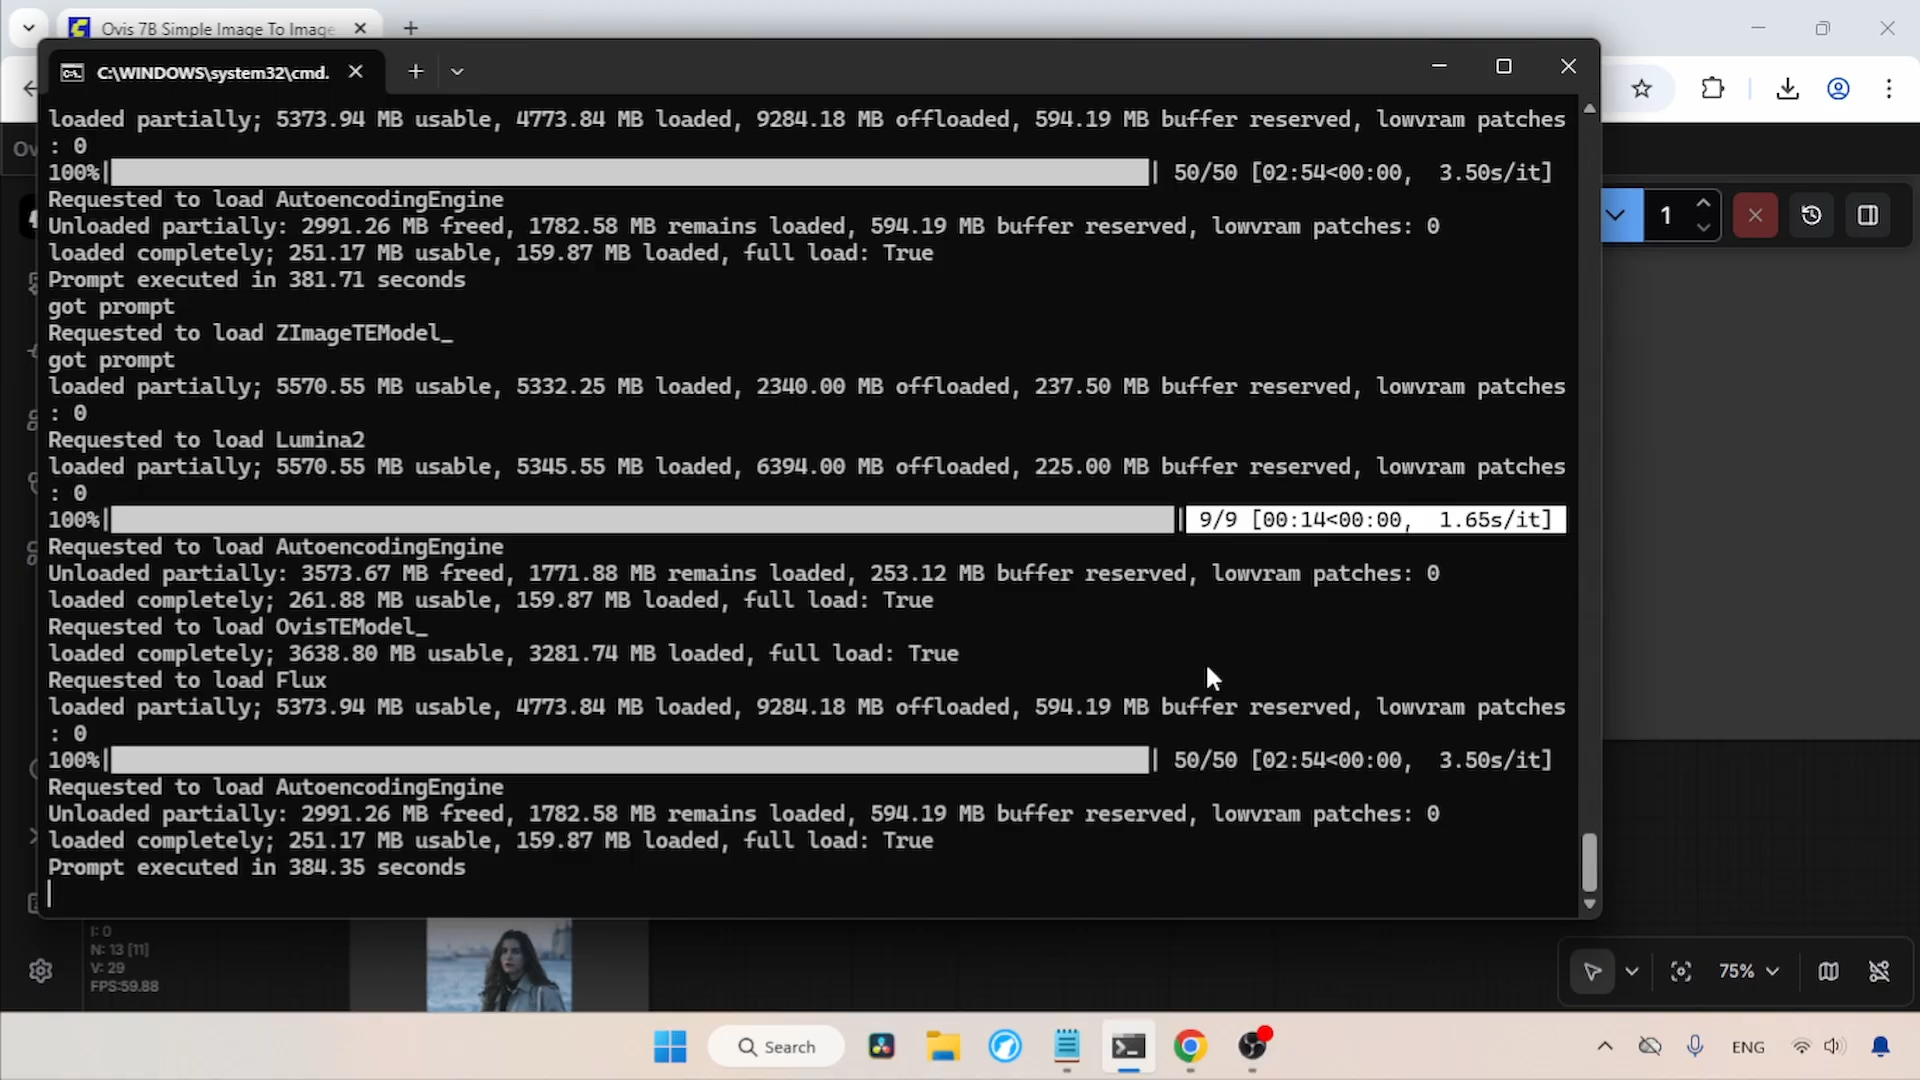 Ovis 7B Simple Image To Image
C:\WINDOWS\system32\cmd.
loaded partially; 5373.94 MB usable, 4773.84 MB loaded, 9284.18 MB offloaded, 594.19 MB buffer reserved, lowvram patches
: 0
100%| | 50/50 [02:54<00:00, 3.50s/it]
Requested to load AutoencodingEngine
Unloaded partially: 2991.26 MB freed, 1782.58 MB remains loaded, 594.19 MB buffer reserved, lowvram patches: 0
loaded completely; 251.17 MB usable, 159.87 MB loaded, full load: True
Prompt executed in 381.71 seconds
got prompt
Requested to load ZImageTEModel_
got prompt
loaded partially; 5570.55 MB usable, 5332.25 MB loaded, 2340.00 MB offloaded, 237.50 MB buffer reserved, lowvram patches
: 0
Requested to load Lumina2
loaded partially; 5570.55 MB usable, 5345.55 MB loaded, 6394.00 MB offloaded, 225.00 MB buffer reserved, lowvram patches
: 0
100%| | 9/9 [00:14<00:00, 1.65s/it]
Requested to load AutoencodingEngine
Unloaded partially: 3573.67 MB freed, 1771.88 MB remains loaded, 253.12 MB buffer reserved, lowvram patches: 0
loaded completely; 261.88 MB usable, 159.87 MB loaded, full load: True
Requested to load OvisTEModel_
loaded completely; 3638.80 MB usable, 3281.74 MB loaded, full load: True
Requested to load Flux
loaded partially; 5373.94 MB usable, 4773.84 MB loaded, 9284.18 MB offloaded, 594.19 MB buffer reserved, lowvram patches
: 0
100%| | 50/50 [02:54<00:00, 3.50s/it]
Requested to load AutoencodingEngine
Unloaded partially: 2991.26 MB freed, 1782.58 MB remains loaded, 594.19 MB buffer reserved, lowvram patches: 0
loaded completely; 251.17 MB usable, 159.87 MB loaded, full load: True
Prompt executed in 384.35 seconds
1
I: 0
N: 13 [11]
V: 29
FPS:59.88
75%
Search
ENG